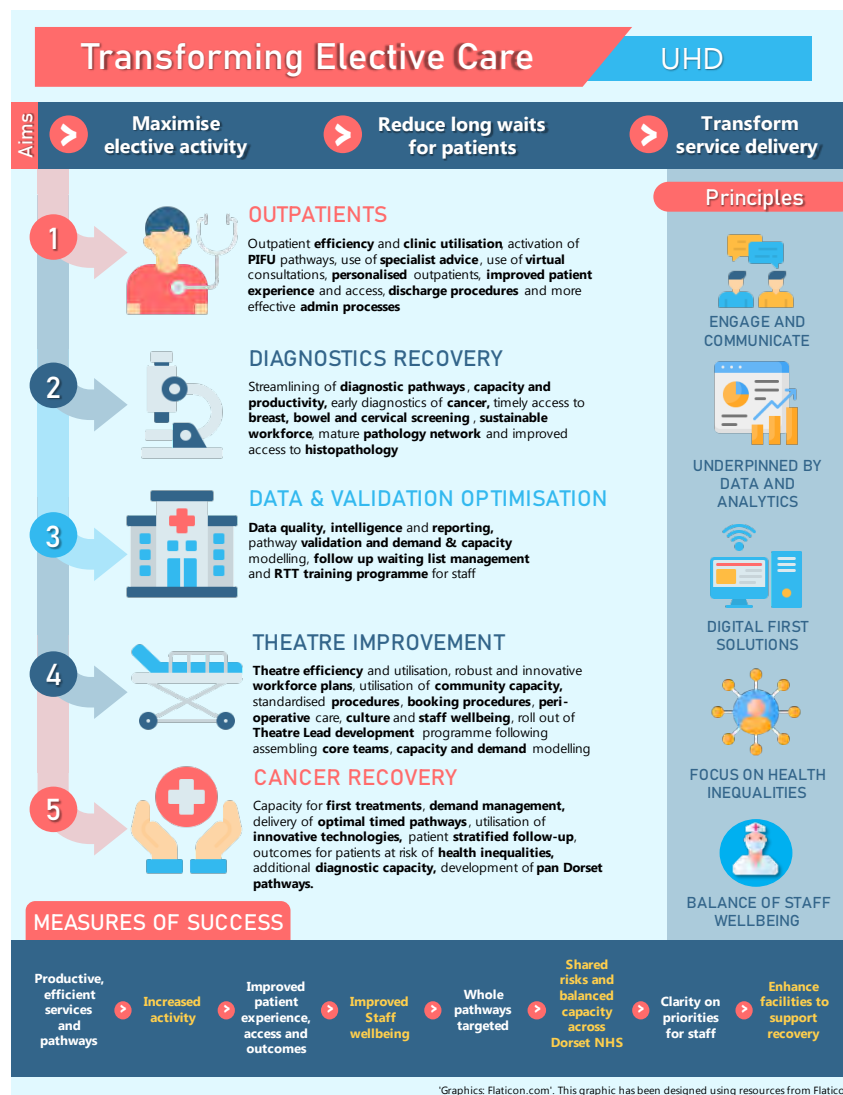 Transforming Elective Care
UHD
Aims
Maximise
elective activity
Reduce long waits
for patients
Transform
service delivery
1
OUTPATIENTS
Outpatient efficiency and clinic utilisation, activation of
PIFU pathways, use of specialist advice, use of virtual
consultations, personalised outpatients, improved patient
experience and access, discharge procedures and more
effective admin processes
2
DIAGNOSTICS RECOVERY
Streamlining of diagnostic pathways, capacity and
productivity, early diagnostics of cancer, timely access to
breast, bowel and cervical screening, sustainable
workforce, mature pathology network and improved
access to histopathology
3
DATA & VALIDATION OPTIMISATION
Data quality, intelligence and reporting,
pathway validation and demand & capacity
modelling, follow up waiting list management
and RTT training programme for staff
4
THEATRE IMPROVEMENT
Theatre efficiency and utilisation, robust and innovative
workforce plans, utilisation of community capacity,
standardised procedures, booking procedures, peri-
operative care, culture and staff wellbeing, roll out of
Theatre Lead development programme following
assembling core teams, capacity and demand modelling
5
CANCER RECOVERY
Capacity for first treatments, demand management,
delivery of optimal timed pathways, utilisation of
innovative technologies, patient stratified follow-up,
outcomes for patients at risk of health inequalities,
additional diagnostic capacity, development of pan Dorset
pathways.
Principles
ENGAGE AND
COMMUNICATE
UNDERPINNED BY
DATA AND
ANALYTICS
DIGITAL FIRST
SOLUTIONS
FOCUS ON HEALTH
INEQUALITIES
BALANCE OF STAFF
WELLBEING
MEASURES OF SUCCESS
Productive,
efficient
services
and
pathways
Increased
activity
Improved
patient
experience,
access and
outcomes
Improved
Staff
wellbeing
Whole
pathways
targeted
Shared
risks and
balanced
capacity
across
Dorset NHS
Clarity on
priorities
for staff
Enhance
facilities to
support
recovery
'Graphics: Flaticon.com'. This graphic has been designed using resources from Flatico